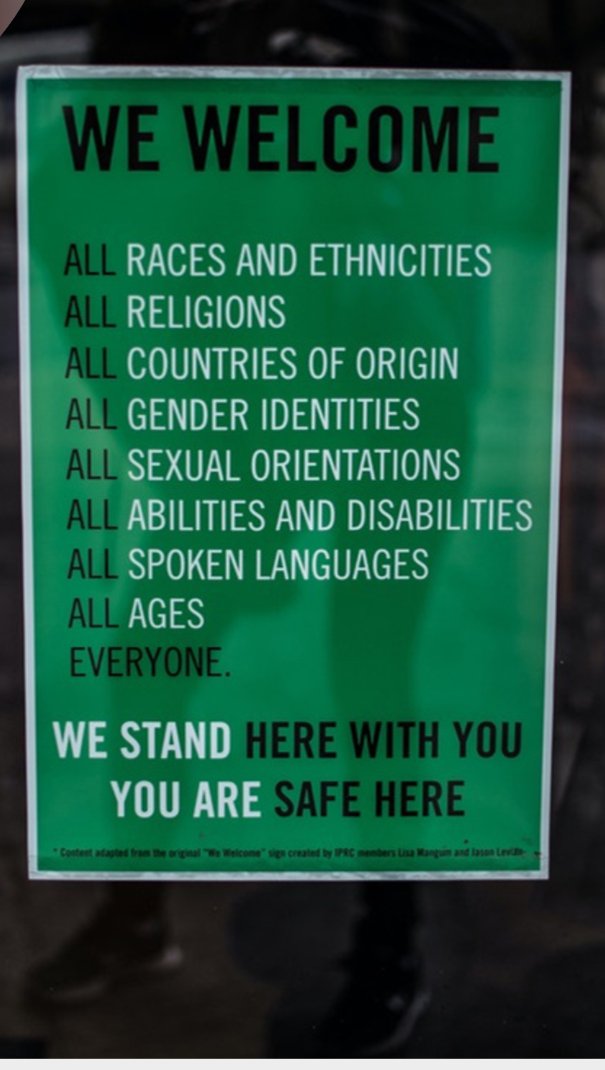 WE WELCOME
ALL RACES AND ETHNICITIES
ALL RELIGIONS
ALL COUNTRIES OF ORIGIN
ALL GENDER IDENTITIES
ALL SEXUAL ORIENTATIONS
ALL ABILITIES AND DISABILITIES
ALL SPOKEN LANGUAGES
ALL AGES
EVERYONE.
WE STAND HERE WITH YOU
YOU ARE SAFE HERE
* Content adapted from the original "We Welcome" sign created by IPRC members Lisa Mangum and Jason Levian